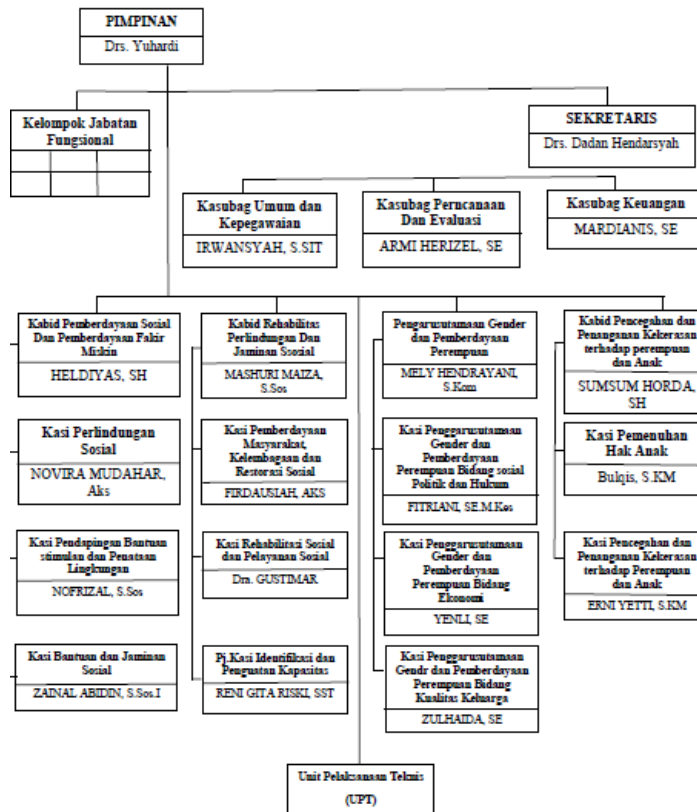 PIMPINAN
Drs. Yuhardi
Kelompok Jabatan
Fungsional
SEKRETARIS
Drs. Dadan Hendarsyah
Kasubag Umum dan
Kepegawaian
IRWANSYAH, S.SIT
Kasubag Perucanaan
Dan Evaluasi
ARMI HERIZEL, SE
Kasubag Keuangan
MARDIANIS, SE
Kabid Pemberdayaan Sosial
Dan Pemberdayaan Fakir
Miskin
HELDIYAS, SH
Kabid Rehabilitas
Perlindungan Dan
Jaminan Ssosial
MASHURI MAIZA,
S.Sos
Pengarusutamaan Gender
dan Pemberdayaan
Perempuan
MELY HENDRAYANI,
S.Kom
Kabid Pencegahan dan
Penanganan Kekerasan
terhadap perempuan
dan Anak
SUMSUM HORDA,
SH
Kasi Perlindungan
Sosial
NOVIRA MUDAHAR,
Aks
Kasi Pemberdayaan
Masyarakat,
Kelembagaan dan
Restorasi Sosial
FIRDAUSIAH, AKS
Kasi Penggarusutamaan
Gender dan
Pemberdayaan
Perempuan Bidang sosial
Politik dan Hukum
FITRIANI, SE.M.Kes
Kasi Pemenuhan
Hak Anak
Bulqis, S.KM
Kasi Pendapingan Bantuan
stimulan dan Penataan
Lingkungan
NOFRIZAL, S.Sos
Kasi Rehabilitasi Sosial
dan Pelayanan Sosial
Dra. GUSTIMAR
Kasi Penggarusutamaan
Gender dan
Pemberdayaan
Perempuan Bidang
Ekonomi
YENLI, SE
Kasi Pencegahan dan
Penanganan Kekerasan
terhadap Perempuan
dan Anak
ERNI YETTI, S.KM
Kasi Bantuan dan Jaminan
Sosial
ZAINAL ABIDIN, S.Sos.I
Pj.Kasi Identifikasi dan
Penguatan Kapasitas
RENI GITA RISKI, SST
Kasi Penggarusutamaan
Gendr dan Pemberdayaan
Perempuan Bidang
Kualitas Keluarga
ZULHAIDA, SE
Unit Pelaksanaan Teknis
(UPT)